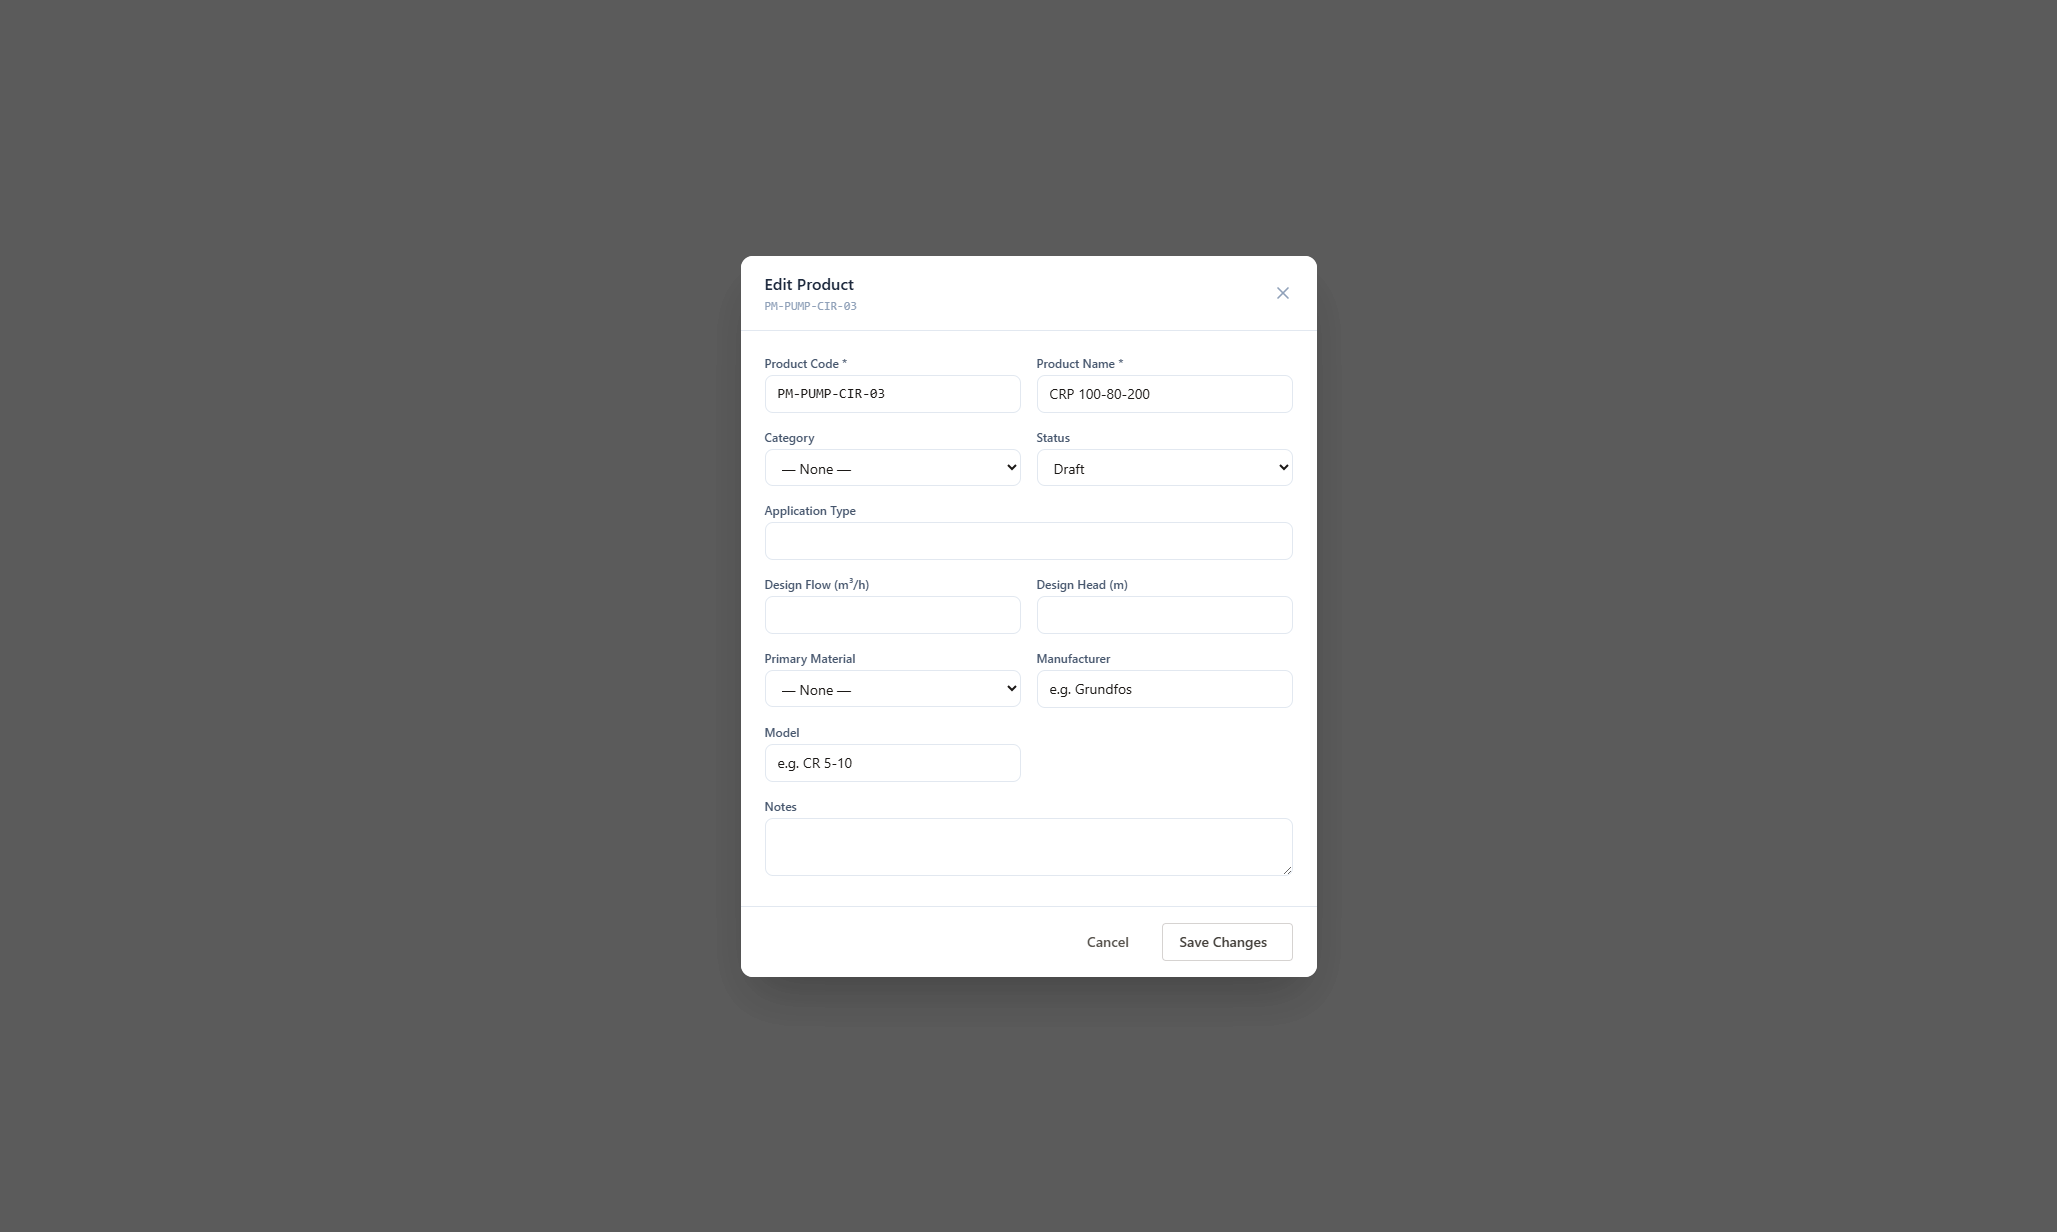 Edit Product
PM-PUMP-CIR-03
Product Code *
Product Name *
PM-PUMP-CIR-03
CRP 100-80-200
Category
Status
— None —
Draft
Application Type
Design Flow (m³/h)
Design Head (m)
Primary Material
Manufacturer
— None —
e.g. Grundfos
Model
e.g. CR 5-10
Notes
Cancel
Save Changes